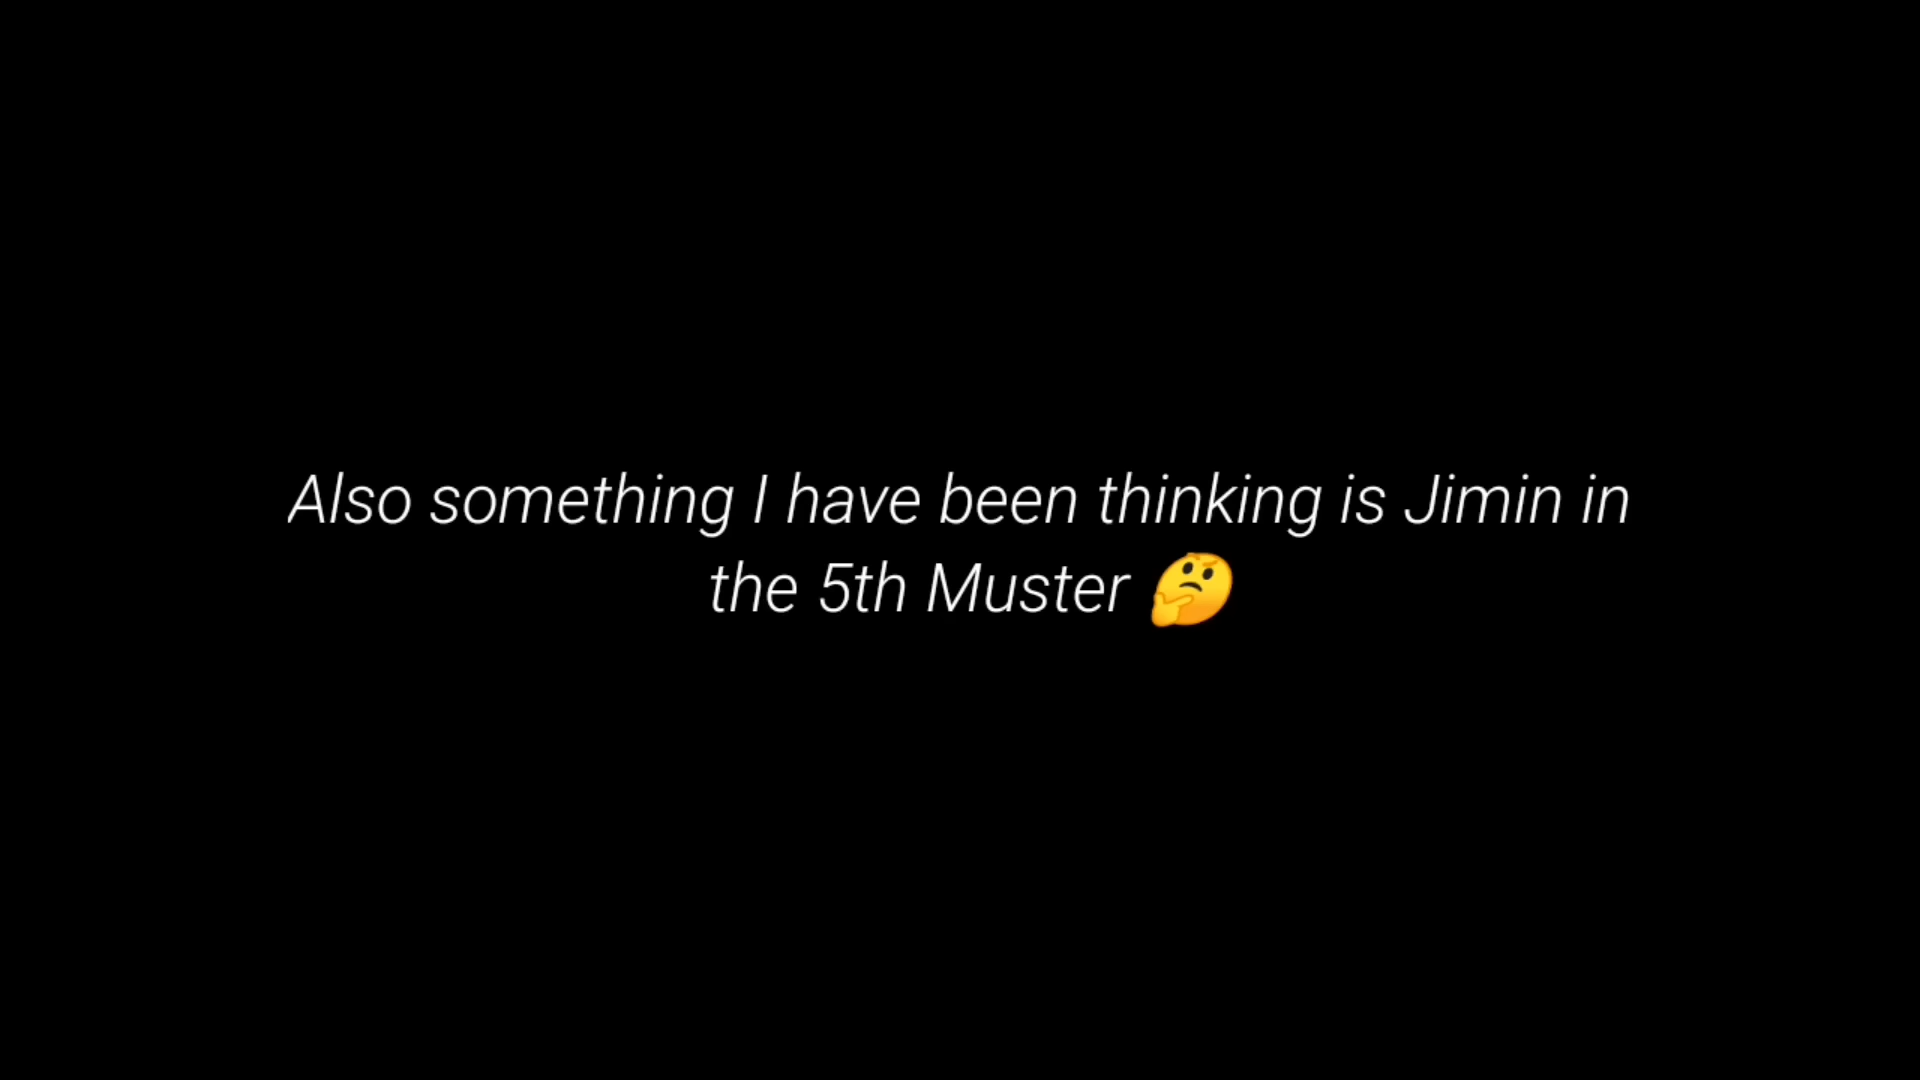 Also something I have been thinking is Jimin in
the 5th Muster 🤔